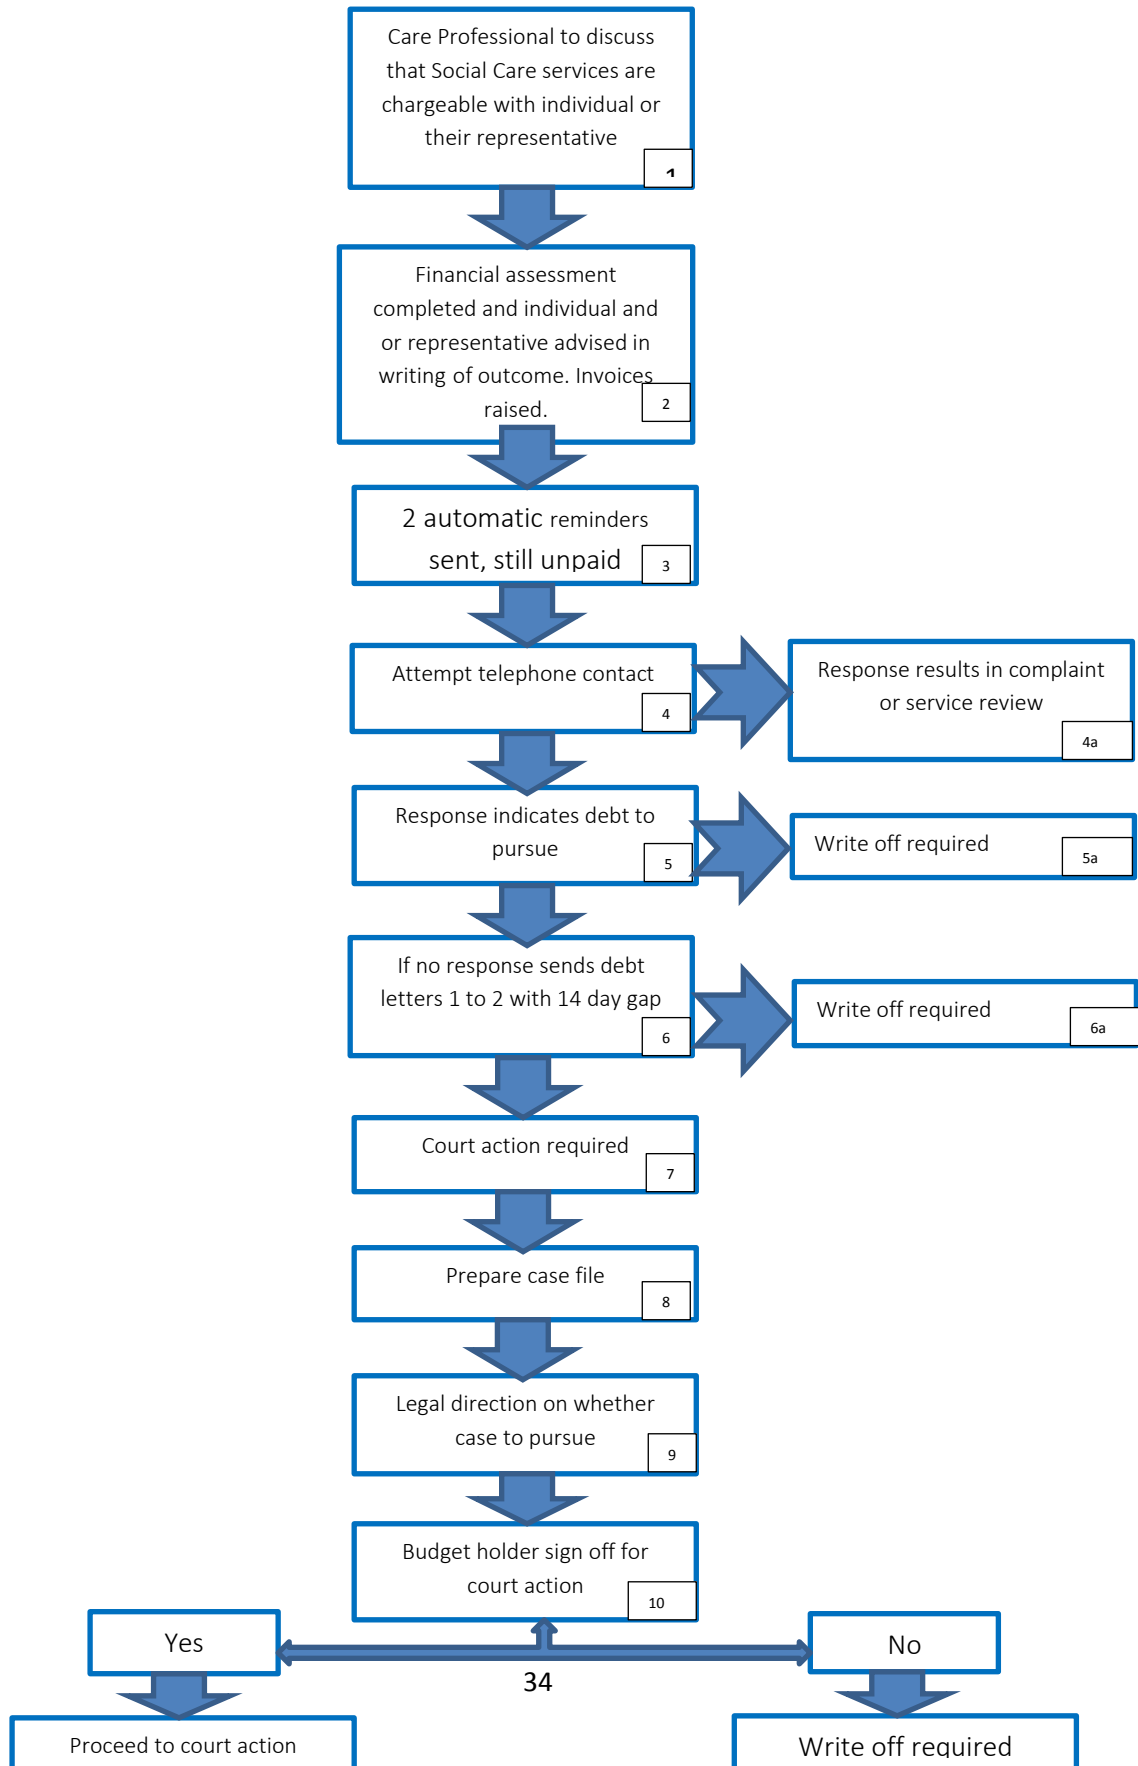 Care Professional to discuss
that Social Care services are
chargeable with individual or
their representative
1
Financial assessment
completed and individual and
or representative advised in
writing of outcome. Invoices
raised.
2
2 automatic reminders
sent, still unpaid
3
Attempt telephone contact
4
Response results in complaint
or service review
4a
Response indicates debt to
pursue
5
Write off required
5a
If no response sends debt
letters 1 to 2 with 14 day gap
6
Write off required
6a
Court action required
7
Prepare case file
8
Legal direction on whether
case to pursue
9
Budget holder sign off for
court action
10
Yes
No
34
Proceed to court action
Write off required